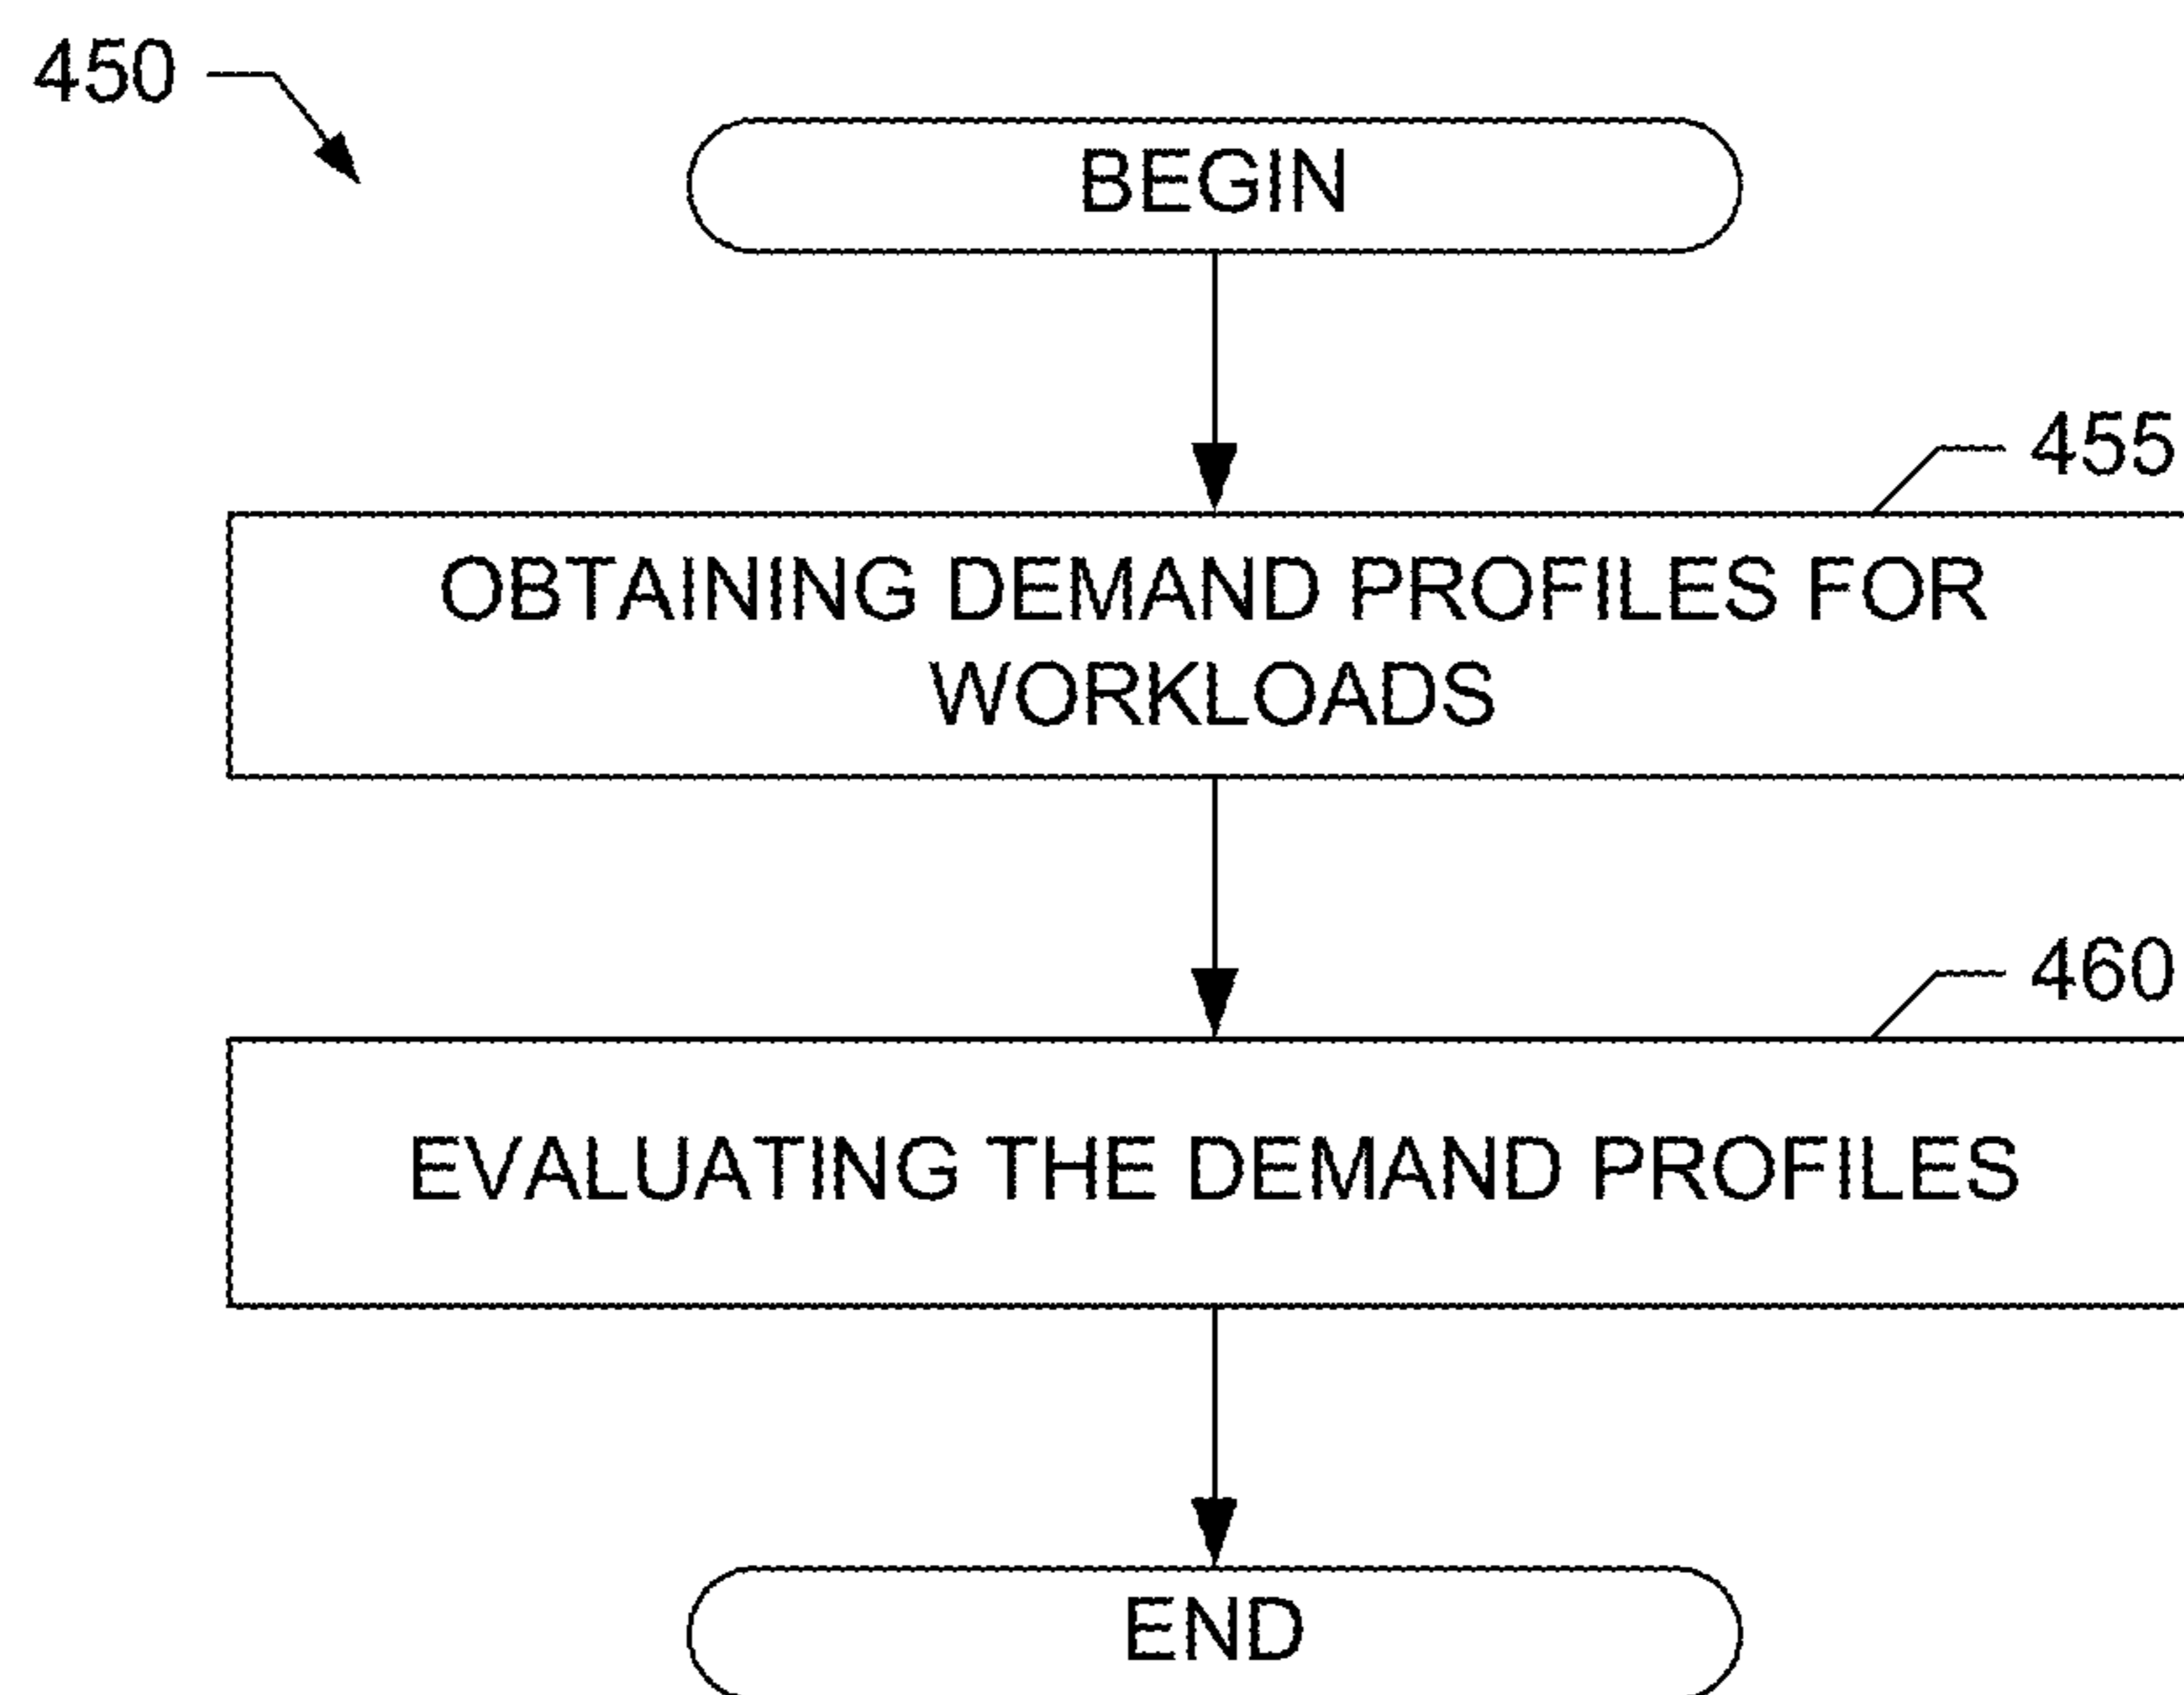 450
BEGIN
455
OBTAINING DEMAND PROFILES FOR
WORKLOADS
460
EVALUATING THE DEMAND PROFILES
END